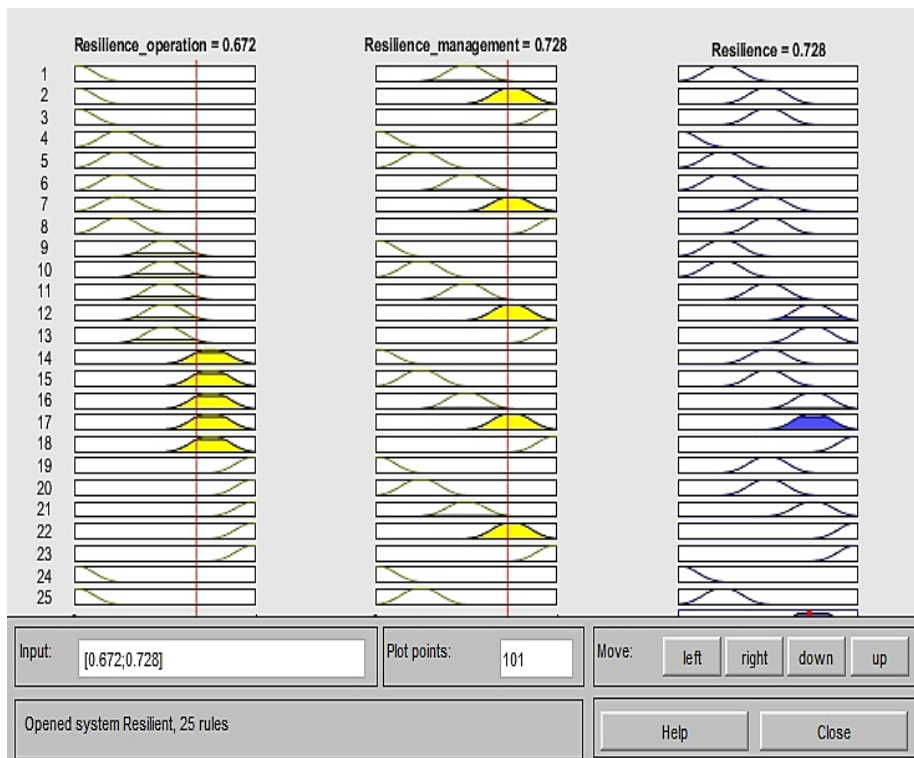 Resilience_operation = 0.672
Resilience_management = 0.728
Resilience = 0.728
1
2
3
4
5
6
7
8
9
10
11
12
13
14
15
16
17
18
19
20
21
22
23
24
25
Input:
[0.672;0.728]
Plot points:
101
Move:
left
right
down
up
Opened system Resilient, 25 rules
Help
Close